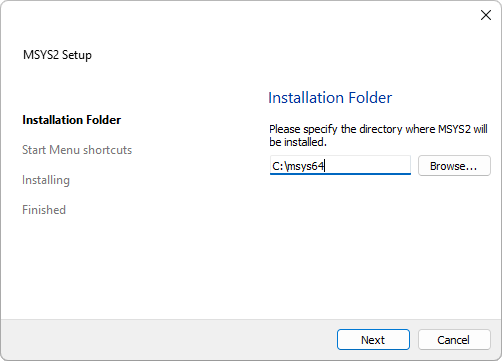 MSYS2 Setup
Installation Folder
Start Menu shortcuts
Installing
Finished
Installation Folder
Please specify the directory where MSYS2 will
be installed.
C:\msys64
Browse...
Next
Cancel